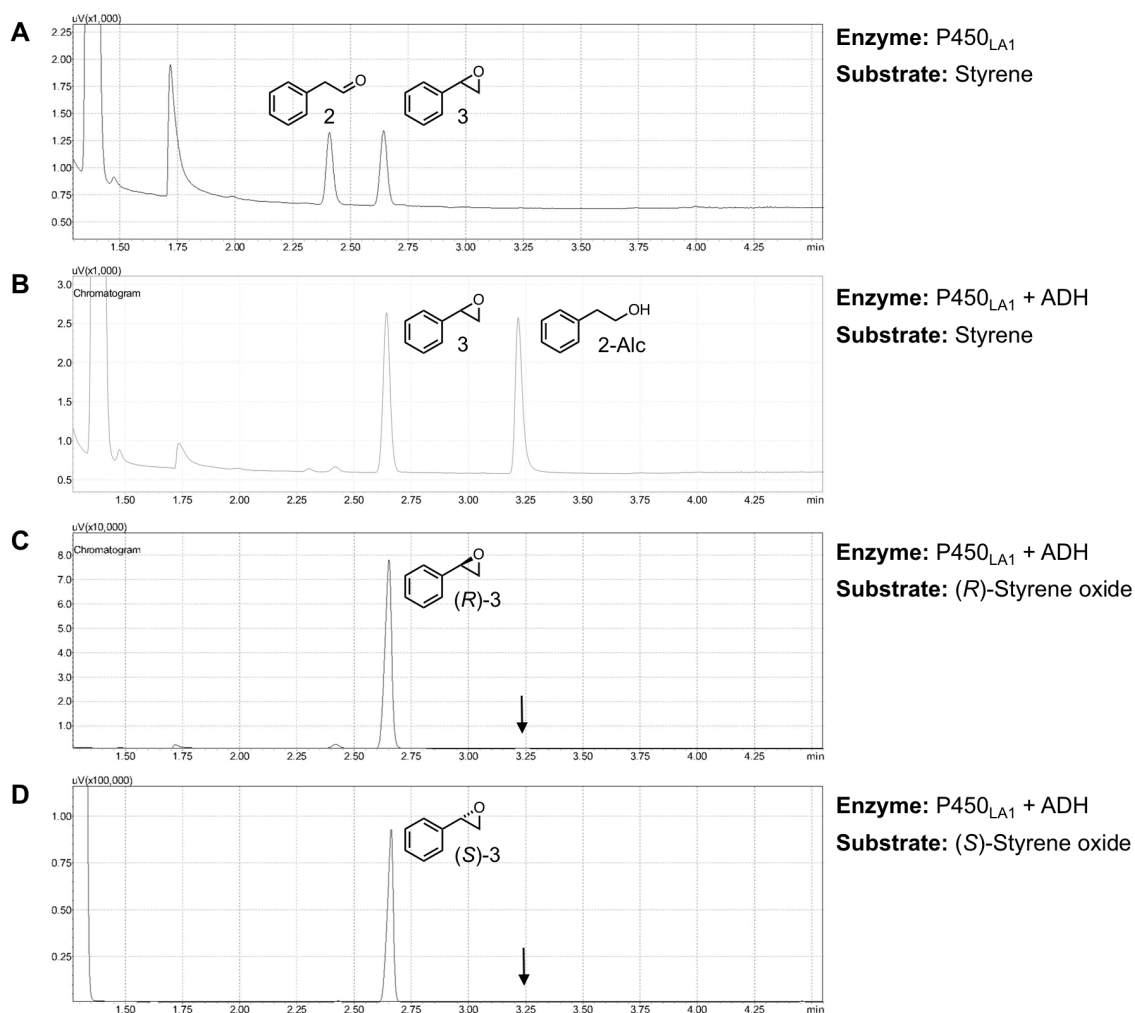 A
uV(x1,000)
2.25
2.00
1.75
1.50
1.25
1.00
0.75
0.50
O
2
O
3
1.50 1.75 2.00 2.25 2.50 2.75 3.00 3.25 3.50 3.75 4.00 4.25 min
Enzyme: P450LA1
Substrate: Styrene
B
uV(x1,000)
Chromatogram
3.0
2.5
2.0
1.5
1.0
0.5
O
3
OH
2-Alc
1.50 1.75 2.00 2.25 2.50 2.75 3.00 3.25 3.50 3.75 4.00 4.25 min
Enzyme: P450LA1 + ADH
Substrate: Styrene
C
uV(x10,000)
Chromatogram
8.0
7.0
6.0
5.0
4.0
3.0
2.0
1.0
O
(R)-3
1.50 1.75 2.00 2.25 2.50 2.75 3.00 3.25 3.50 3.75 4.00 4.25 min
Enzyme: P450LA1 + ADH
Substrate: (R)-Styrene oxide
D
uV(x100,000)
1.00
0.75
0.50
0.25
O
(S)-3
1.50 1.75 2.00 2.25 2.50 2.75 3.00 3.25 3.50 3.75 4.00 4.25 min
Enzyme: P450LA1 + ADH
Substrate: (S)-Styrene oxide